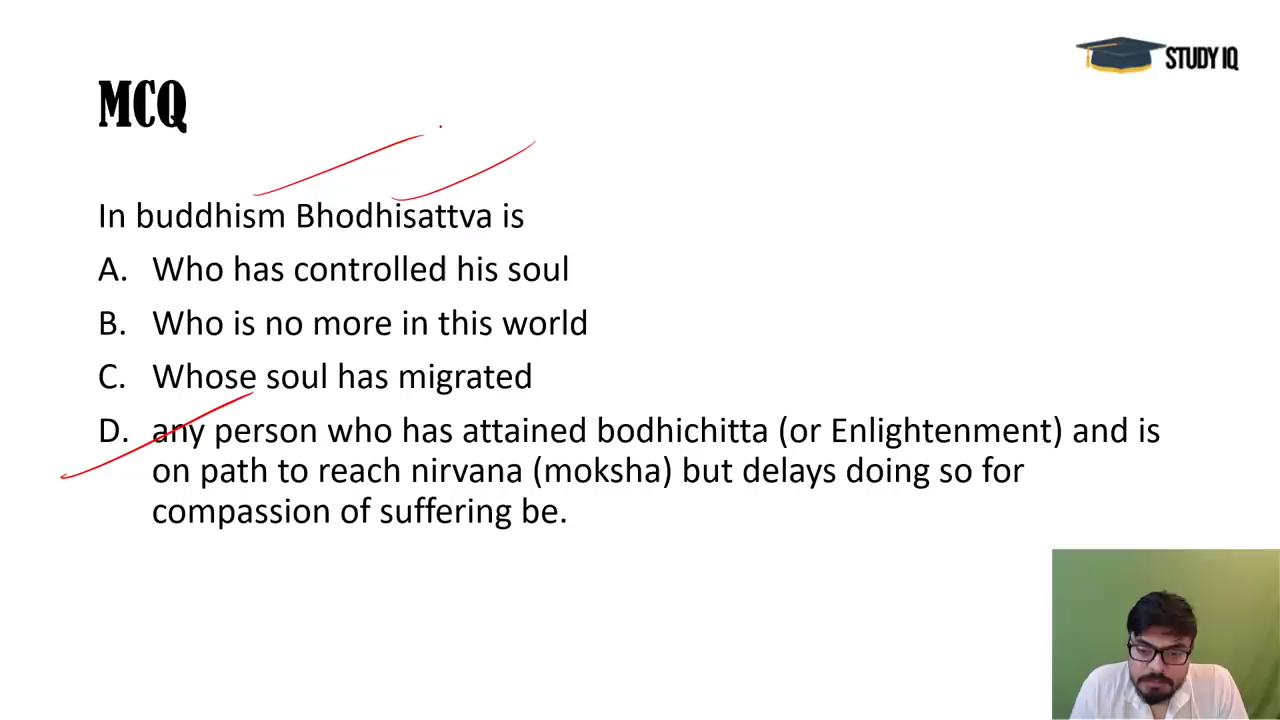 STUDY IQ
MCQ
In buddhism Bhodhisattva is
A. Who has controlled his soul
B. Who is no more in this world
C. Whose soul has migrated
D. any person who has attained bodhichitta (or Enlightenment) and is
on path to reach nirvana (moksha) but delays doing so for
compassion of suffering be.